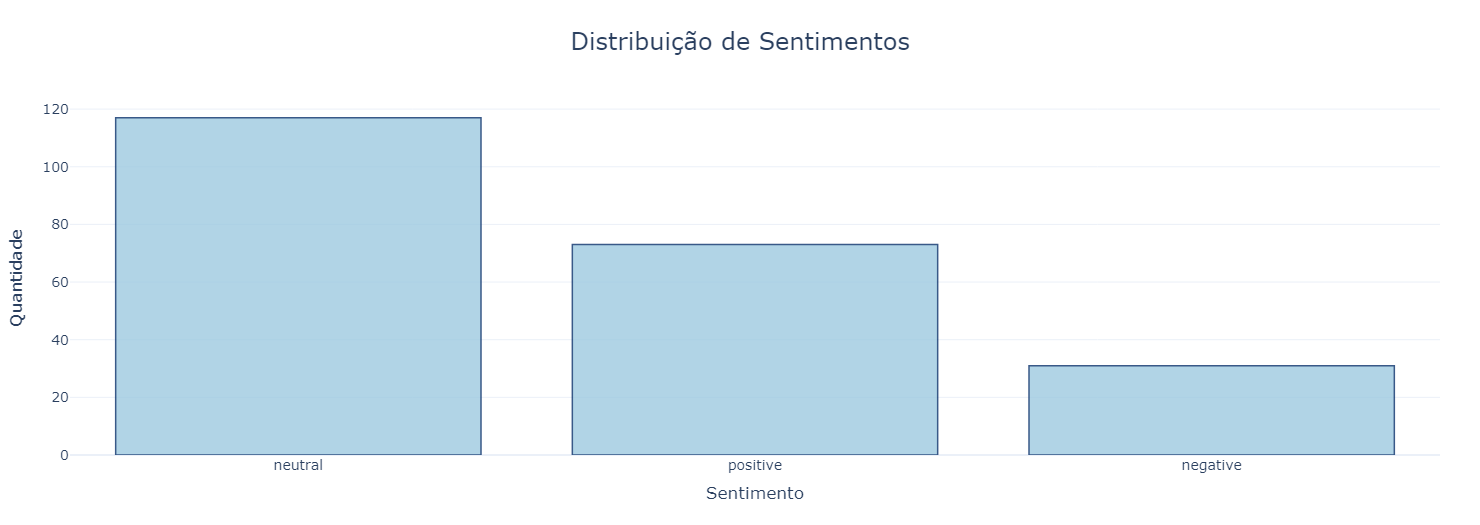 Distribuição de Sentimentos
Quantidade
120
100
80
60
40
20
0
neutral
positive
negative
Sentimento